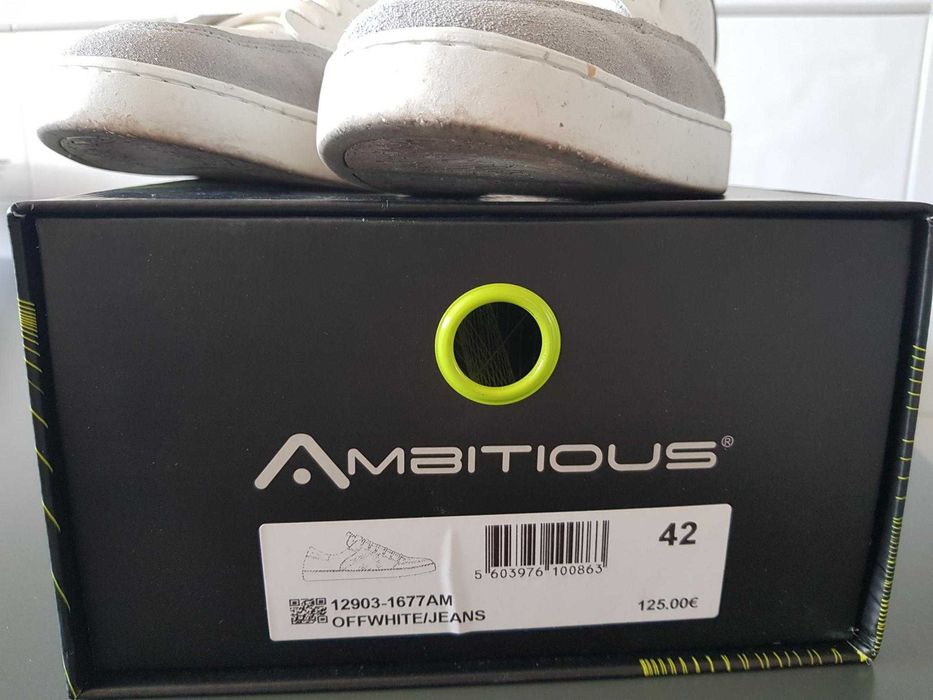 AMBITIOUS®
42
5 603976 100863
12903-1677AM
OFFWHITE/JEANS
125.00€